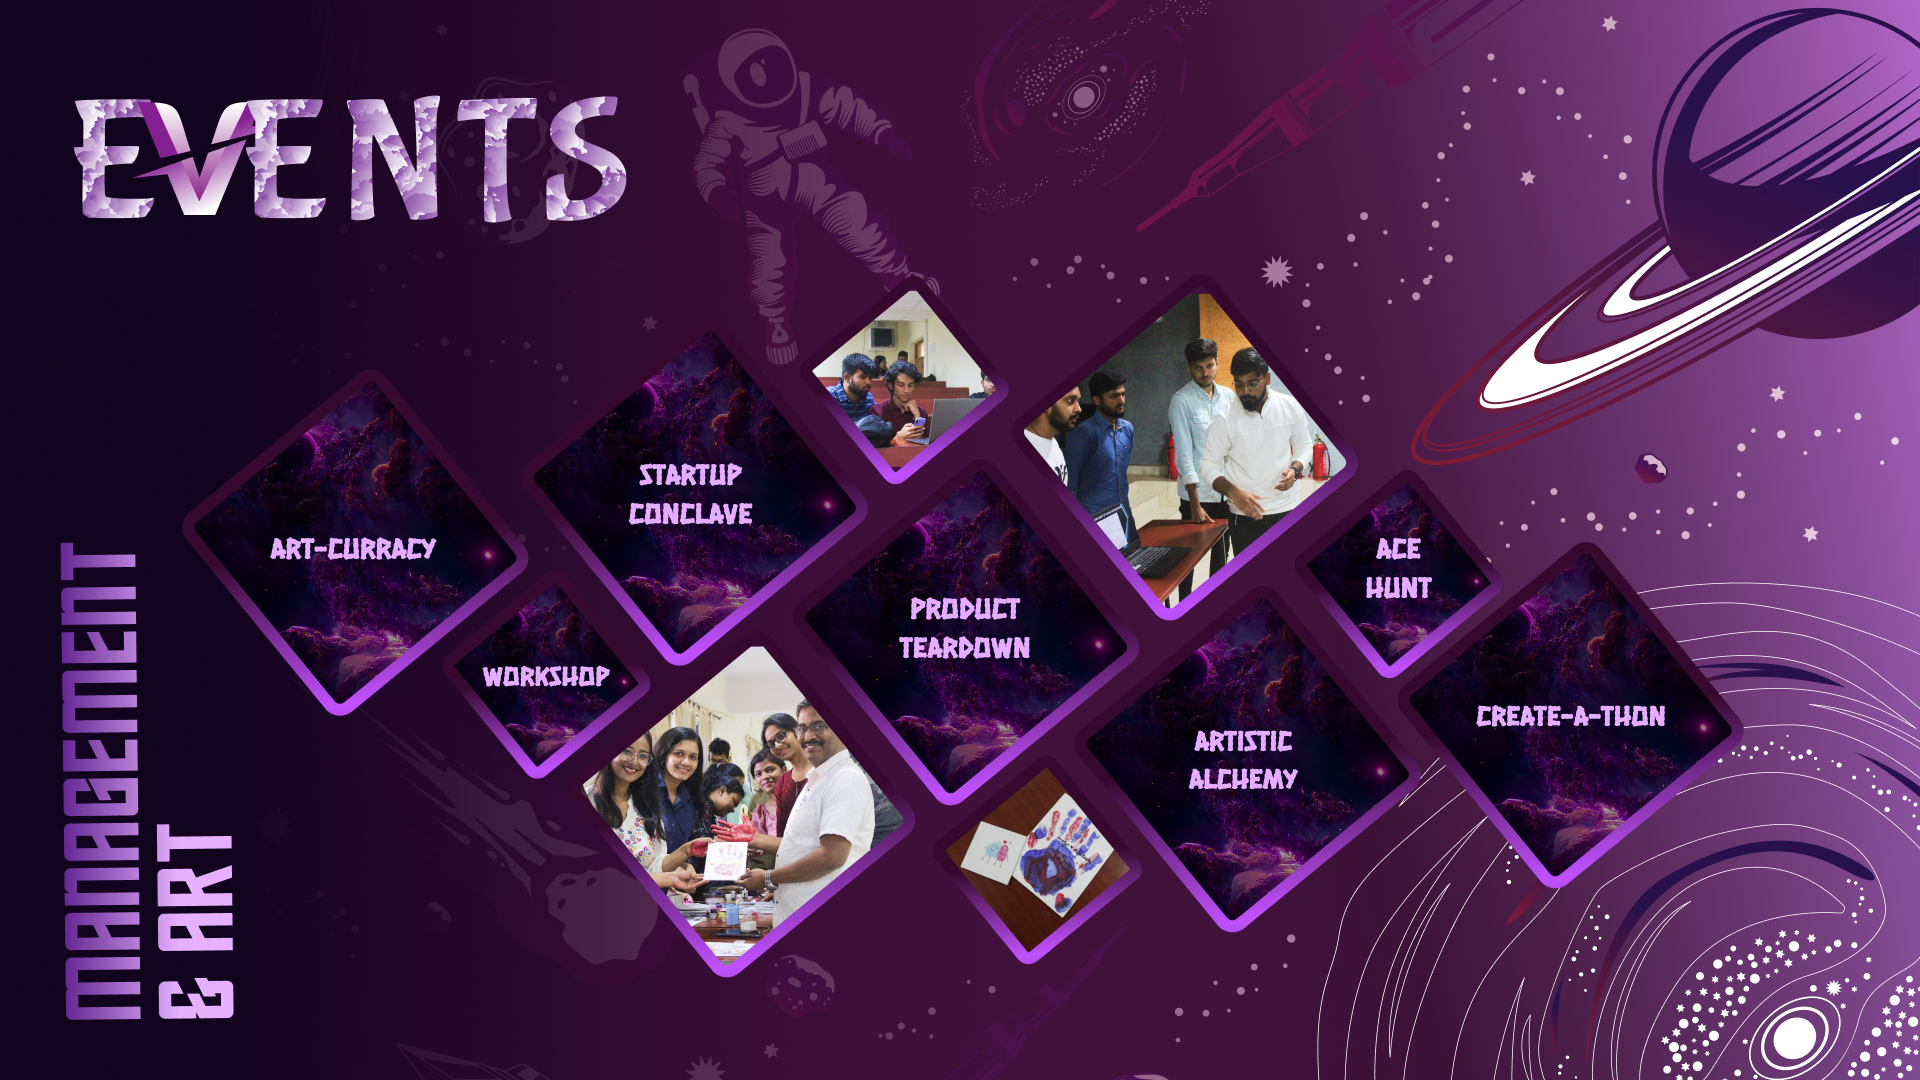 EVENTS
MANAGEMENT
& ART
ART-CURRACY
STARTUP
CONCLAVE
WORKSHOP
PRODUCT
TEARDOWN
ACE
HUNT
ARTISTIC
ALCHEMY
CREATE-A-THON